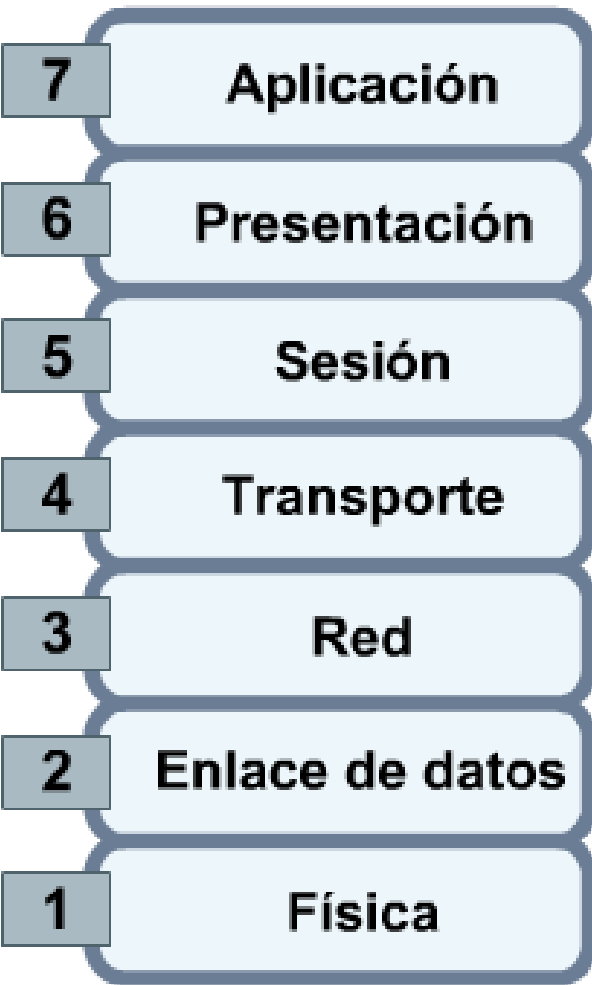 7 Aplicación
6 Presentación
5 Sesión
4 Transporte
3 Red
2 Enlace de datos
1 Física